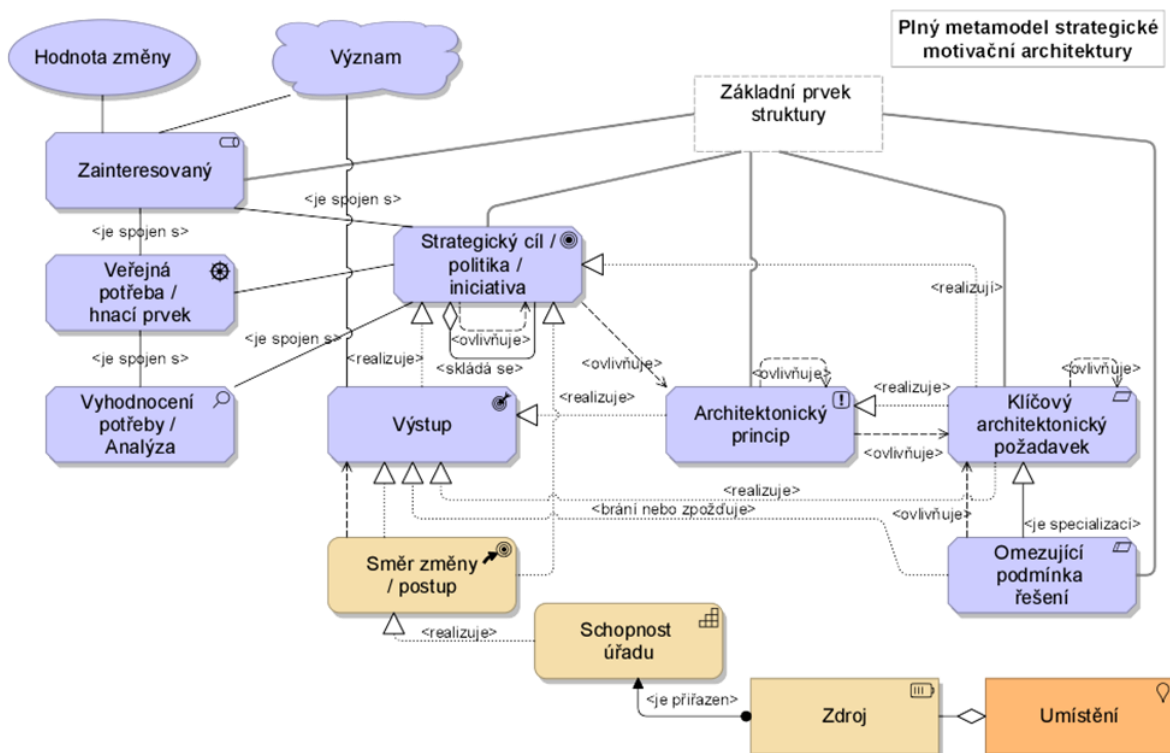 Plný metamodel strategické
motivační architektury
Hodnota změny
Význam
Základní prvek
struktury
Zainteresovaný
<je spojen s>
<je spojen s>
Strategický cíl /
politika /
iniciativa
Veřejná
potřeba /
hnací prvek
<realizují>
<ovlivňuje>
<je spojen s>
<je spojen s>
<realizuje>
<skládá se>
<ovlivňuje>
<ovlivňuje>
<ovlivňuje>
<realizuje>
<realizuje>
Vyhodnocení
potřeby /
Analýza
Výstup
Architektonický
princip
Klíčový
architektonický
požadavek
<ovlivňuje>
<realizuje>
<brání nebo zpožďuje>
<ovlivňuje>
<je specializací>
Směr změny
/ postup
Omezující
podmínka
řešení
<realizuje>
Schopnost
úřadu
<je přiřazen>
Zdroj
Umístění